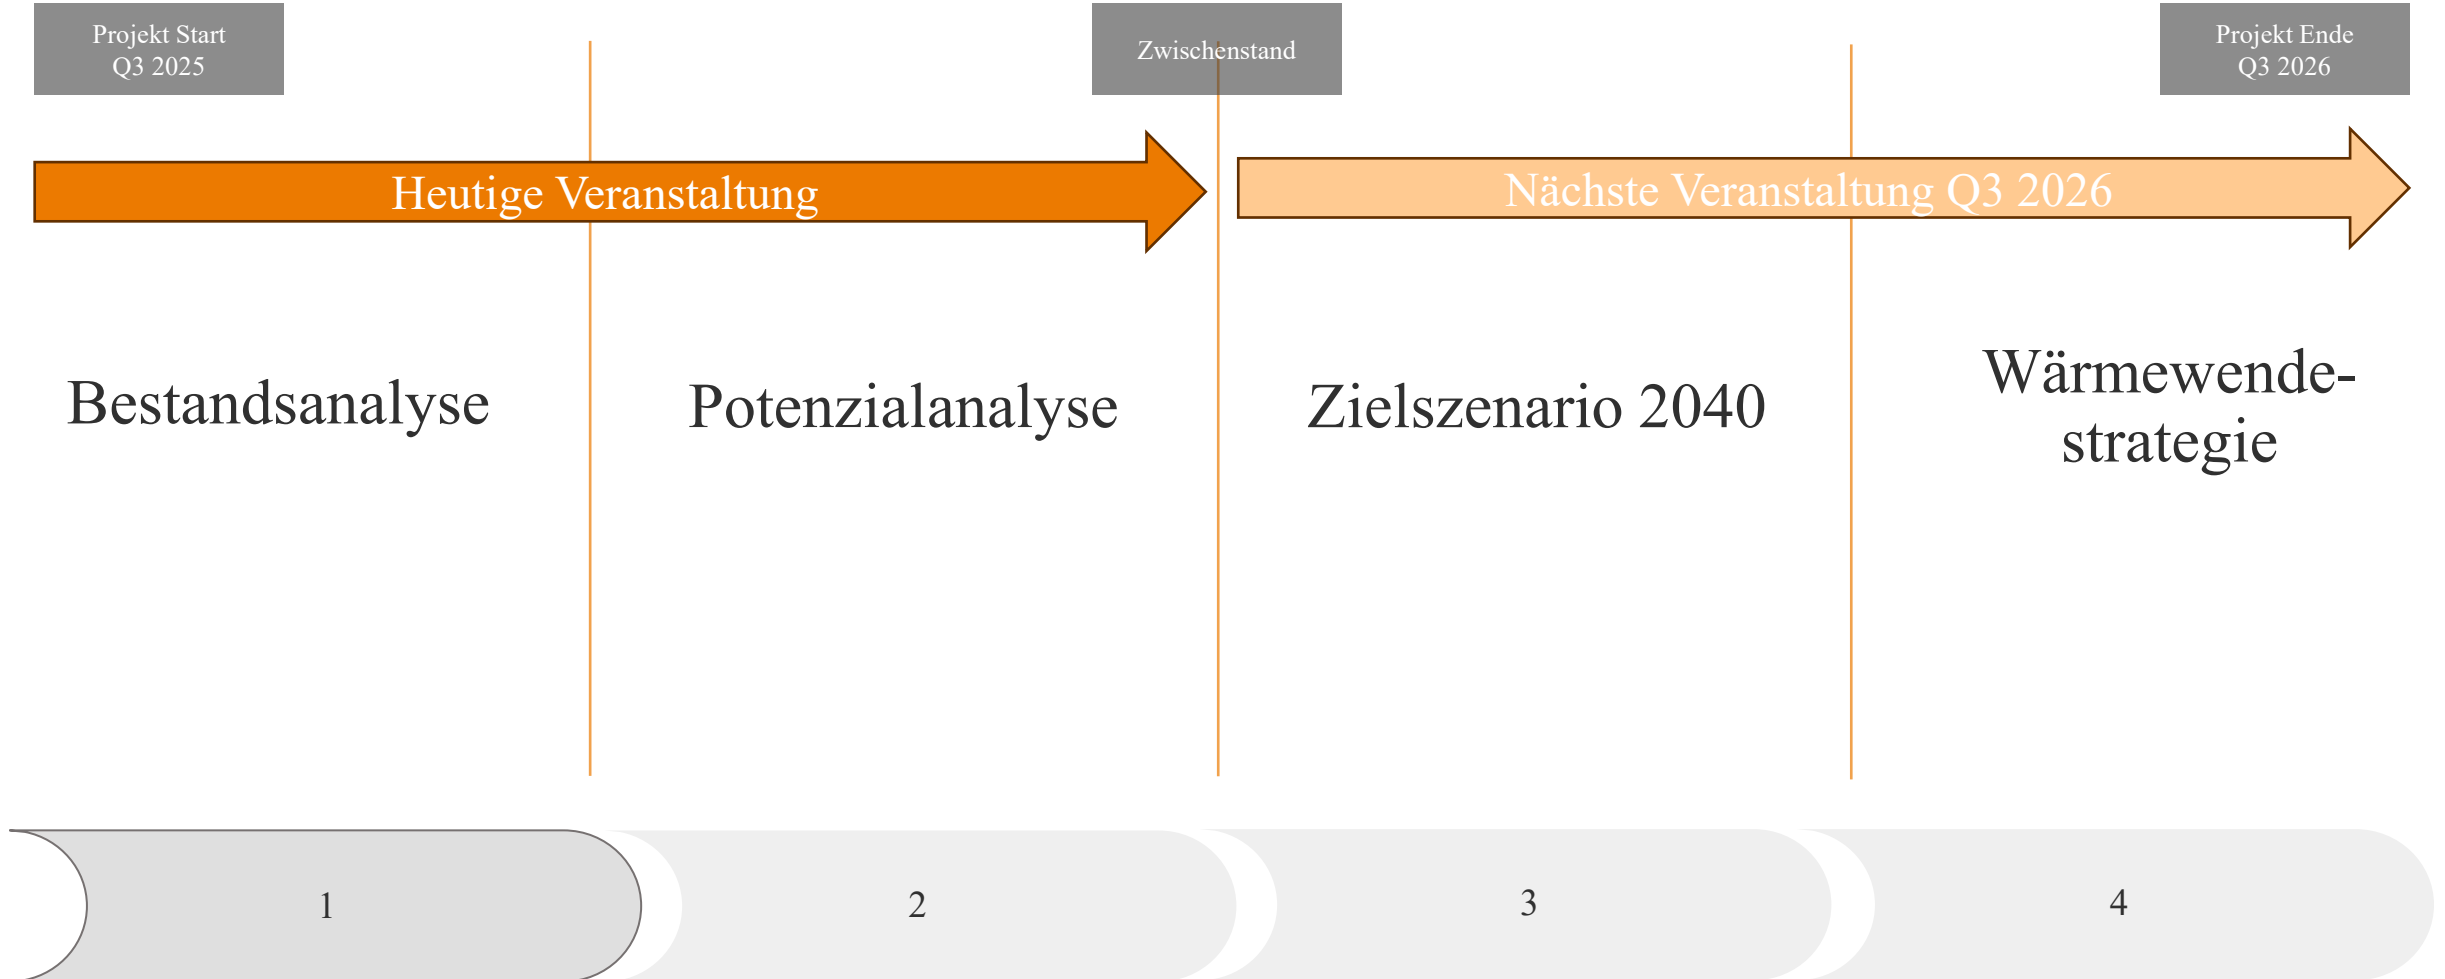 Projekt Start
Q3 2025
Zwischenstand
Projekt Ende
Q3 2026
Heutige Veranstaltung
Nächste Veranstaltung Q3 2026
Bestandsanalyse
Potenzialanalyse
Zielszenario 2040
Wärmewende-
strategie
1
2
3
4